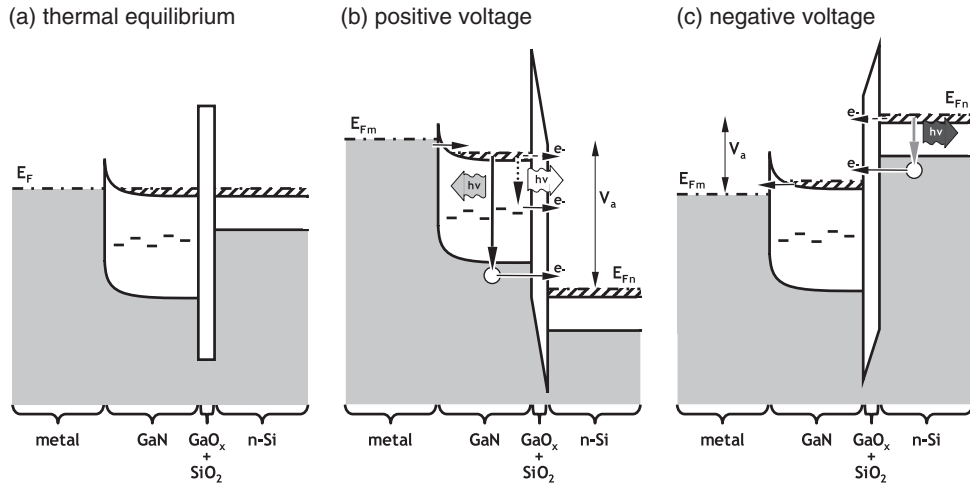 (a) thermal equilibrium
(b) positive voltage
(c) negative voltage
E_F
metal
GaN
GaO_x
+
SiO_2
n-Si
E_Fm
e-
hν
hν
e-
V_a
e-
E_Fn
metal
GaN
GaO_x
+
SiO_2
n-Si
E_Fn
e-
hν
V_a
e-
E_Fm
metal
GaN
GaO_x
+
SiO_2
n-Si